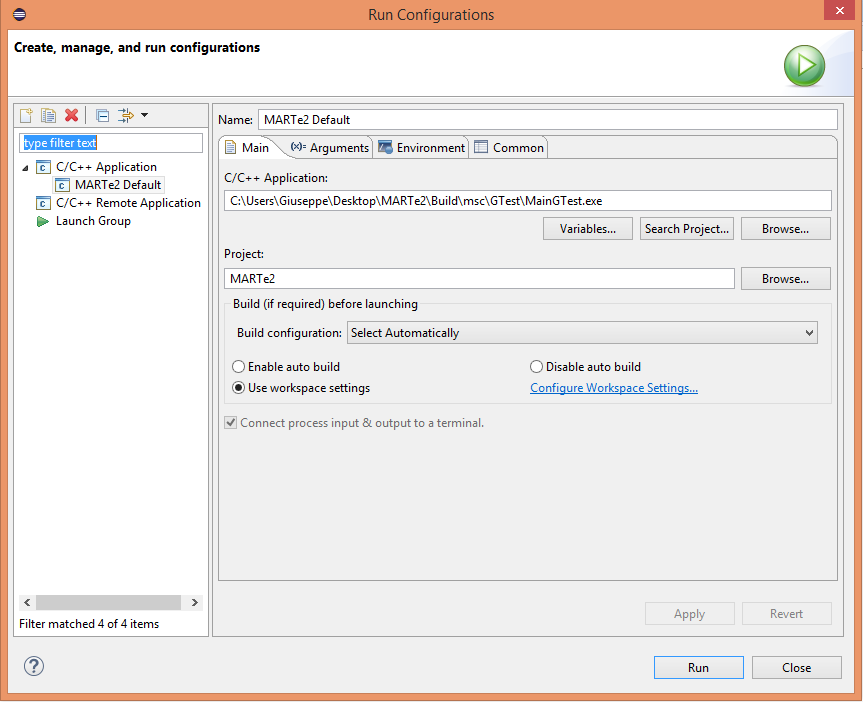 Run Configurations
Create, manage, and run configurations
type filter text
C/C++ Application
MARTe2 Default
C/C++ Remote Application
Launch Group
Filter matched 4 of 4 items
Name: MARTe2 Default
Main (x)= Arguments Environment Common
C/C++ Application:
C:\Users\Giuseppe\Desktop\MARTe2\Build\msc\GTest\MainGTest.exe
Variables... Search Project... Browse...
Project:
MARTe2 Browse...
Build (if required) before launching
Build configuration: Select Automatically
Enable auto build Disable auto build
Use workspace settings Configure Workspace Settings...
Connect process input & output to a terminal.
Apply Revert
Run Close